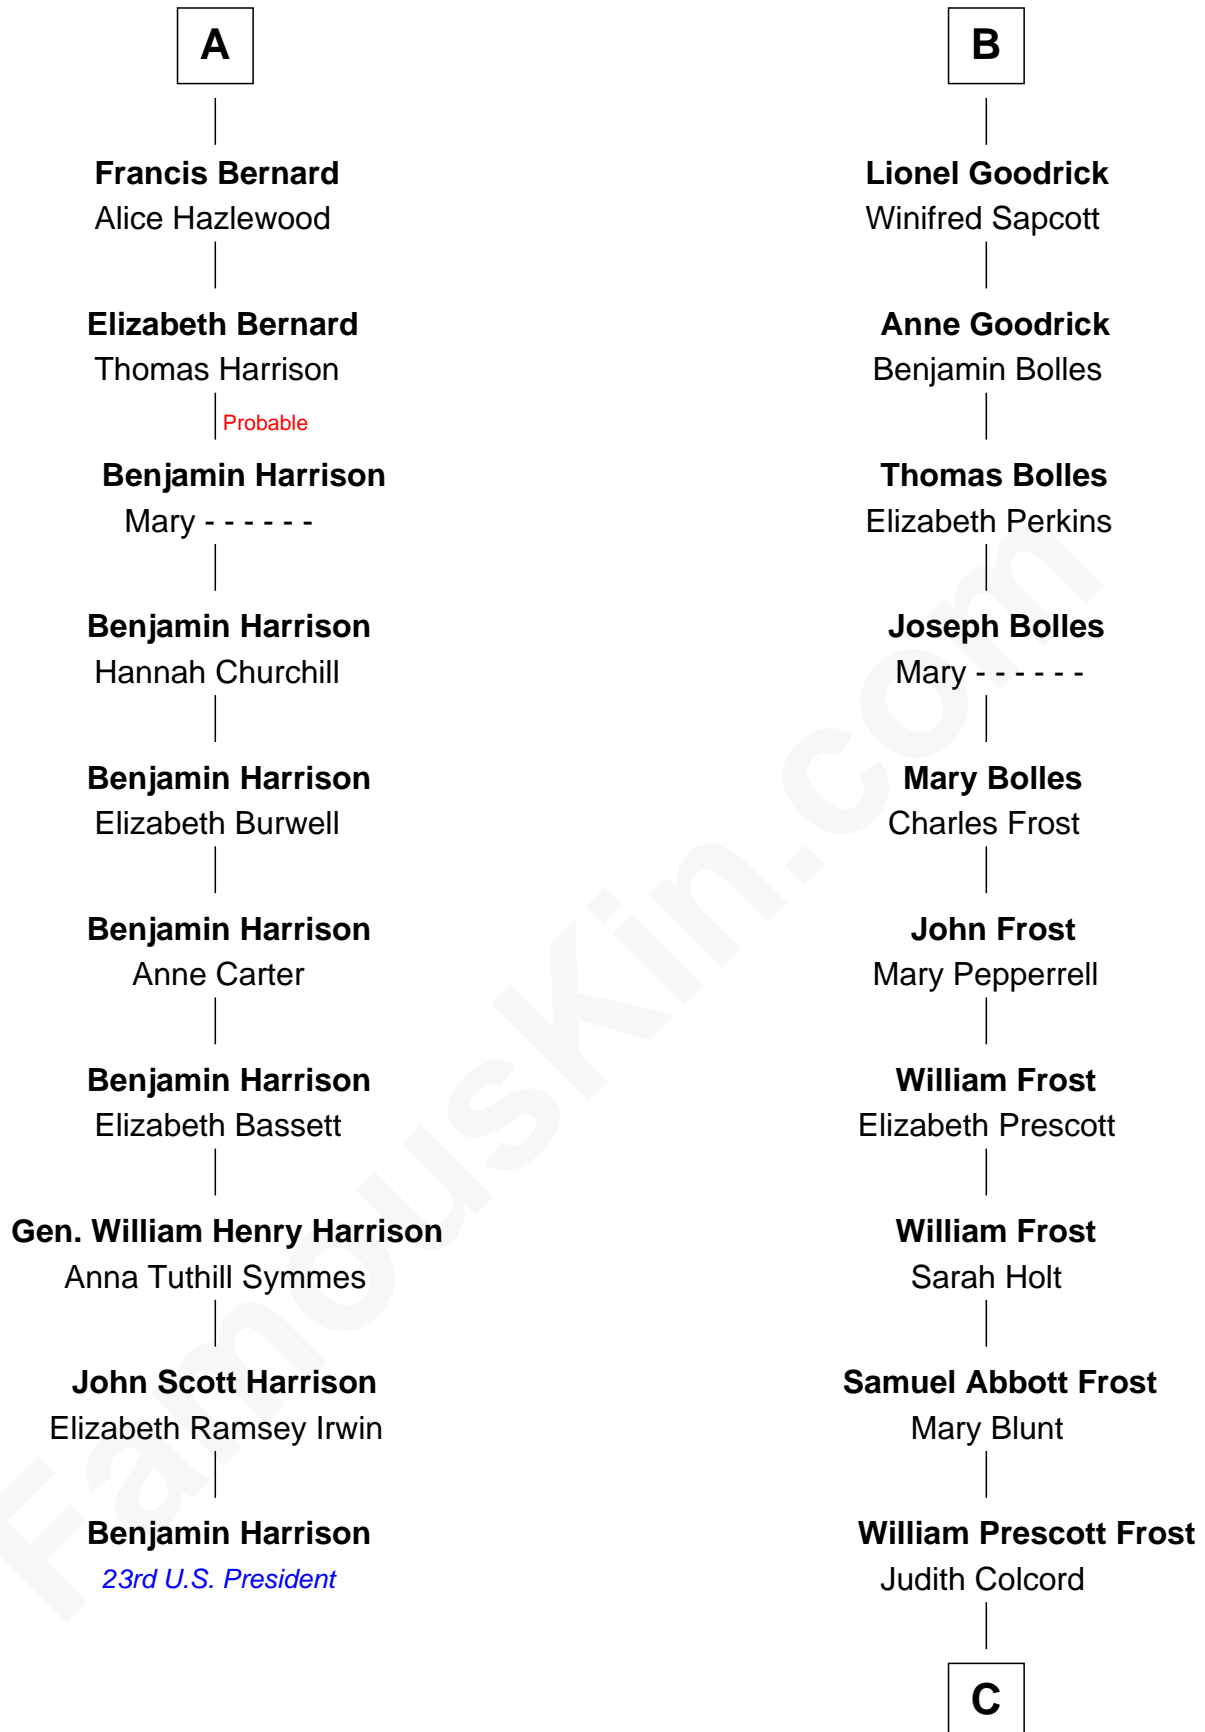 A
Francis Bernard
Alice Hazlewood
Elizabeth Bernard
Thomas Harrison
Probable
Benjamin Harrison
Mary - - - - - -
Benjamin Harrison
Hannah Churchill
Benjamin Harrison
Elizabeth Burwell
Benjamin Harrison
Anne Carter
Benjamin Harrison
Elizabeth Bassett
Gen. William Henry Harrison
Anna Tuthill Symmes
John Scott Harrison
Elizabeth Ramsey Irwin
Benjamin Harrison
23rd U.S. President
B
Lionel Goodrick
Winifred Sapcott
Anne Goodrick
Benjamin Bolles
Thomas Bolles
Elizabeth Perkins
Joseph Bolles
Mary - - - - - -
Mary Bolles
Charles Frost
John Frost
Mary Pepperrell
William Frost
Elizabeth Prescott
William Frost
Sarah Holt
Samuel Abbott Frost
Mary Blunt
William Prescott Frost
Judith Colcord
C
FamousKin.com